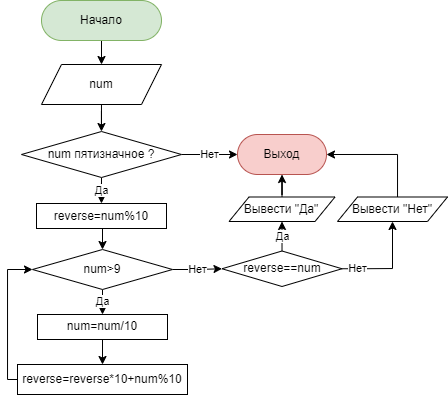 Начало
num
num пятизначное ?
Нет
Выход
Да
reverse=num%10
Вывести "Да"
Вывести "Нет"
Да
num>9
Нет
reverse==num
Нет
Да
num=num/10
reverse=reverse*10+num%10